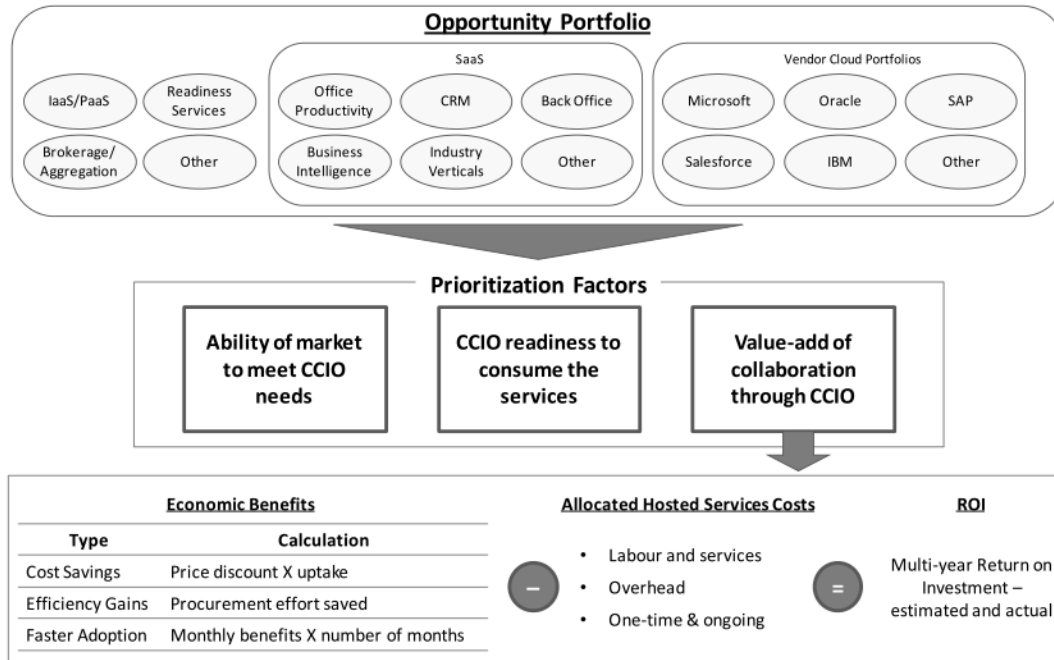 Opportunity Portfolio
IaaS/PaaS
Readiness
Services
Brokerage/
Aggregation
Other
SaaS
Office
Productivity
CRM
Back Office
Business
Intelligence
Industry
Verticals
Other
Vendor Cloud Portfolios
Microsoft
Oracle
SAP
Salesforce
IBM
Other
Prioritization Factors
Ability of market
to meet CCIO
needs
CCIO readiness to
consume the
services
Value-add of
collaboration
through CCIO
Economic Benefits
Type Calculation
Cost Savings Price discount X uptake
Efficiency Gains Procurement effort saved
Faster Adoption Monthly benefits X number of months
–
Allocated Hosted Services Costs
• Labour and services
• Overhead
• One-time & ongoing
=
ROI
Multi-year Return on
Investment –
estimated and actual